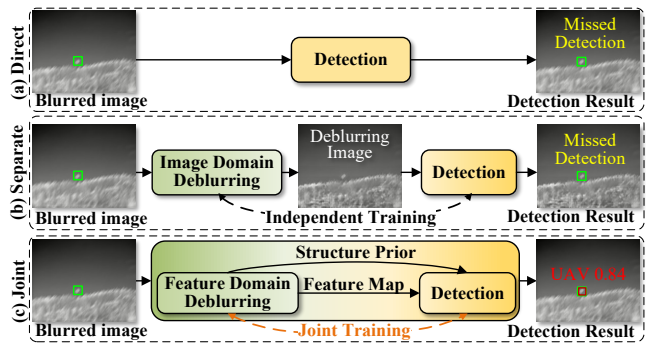 (a) Direct
Blurred image
Detection
Missed
Detection
Detection Result
(b) Separate
Blurred image
Image Domain
Deblurring
Deblurring
Image
Detection
Independent Training
Missed
Detection
Detection Result
(c) Joint
Blurred image
Structure Prior
Feature Domain
Deblurring
Feature Map
Detection
Joint Training
UAV 0.84
Detection Result